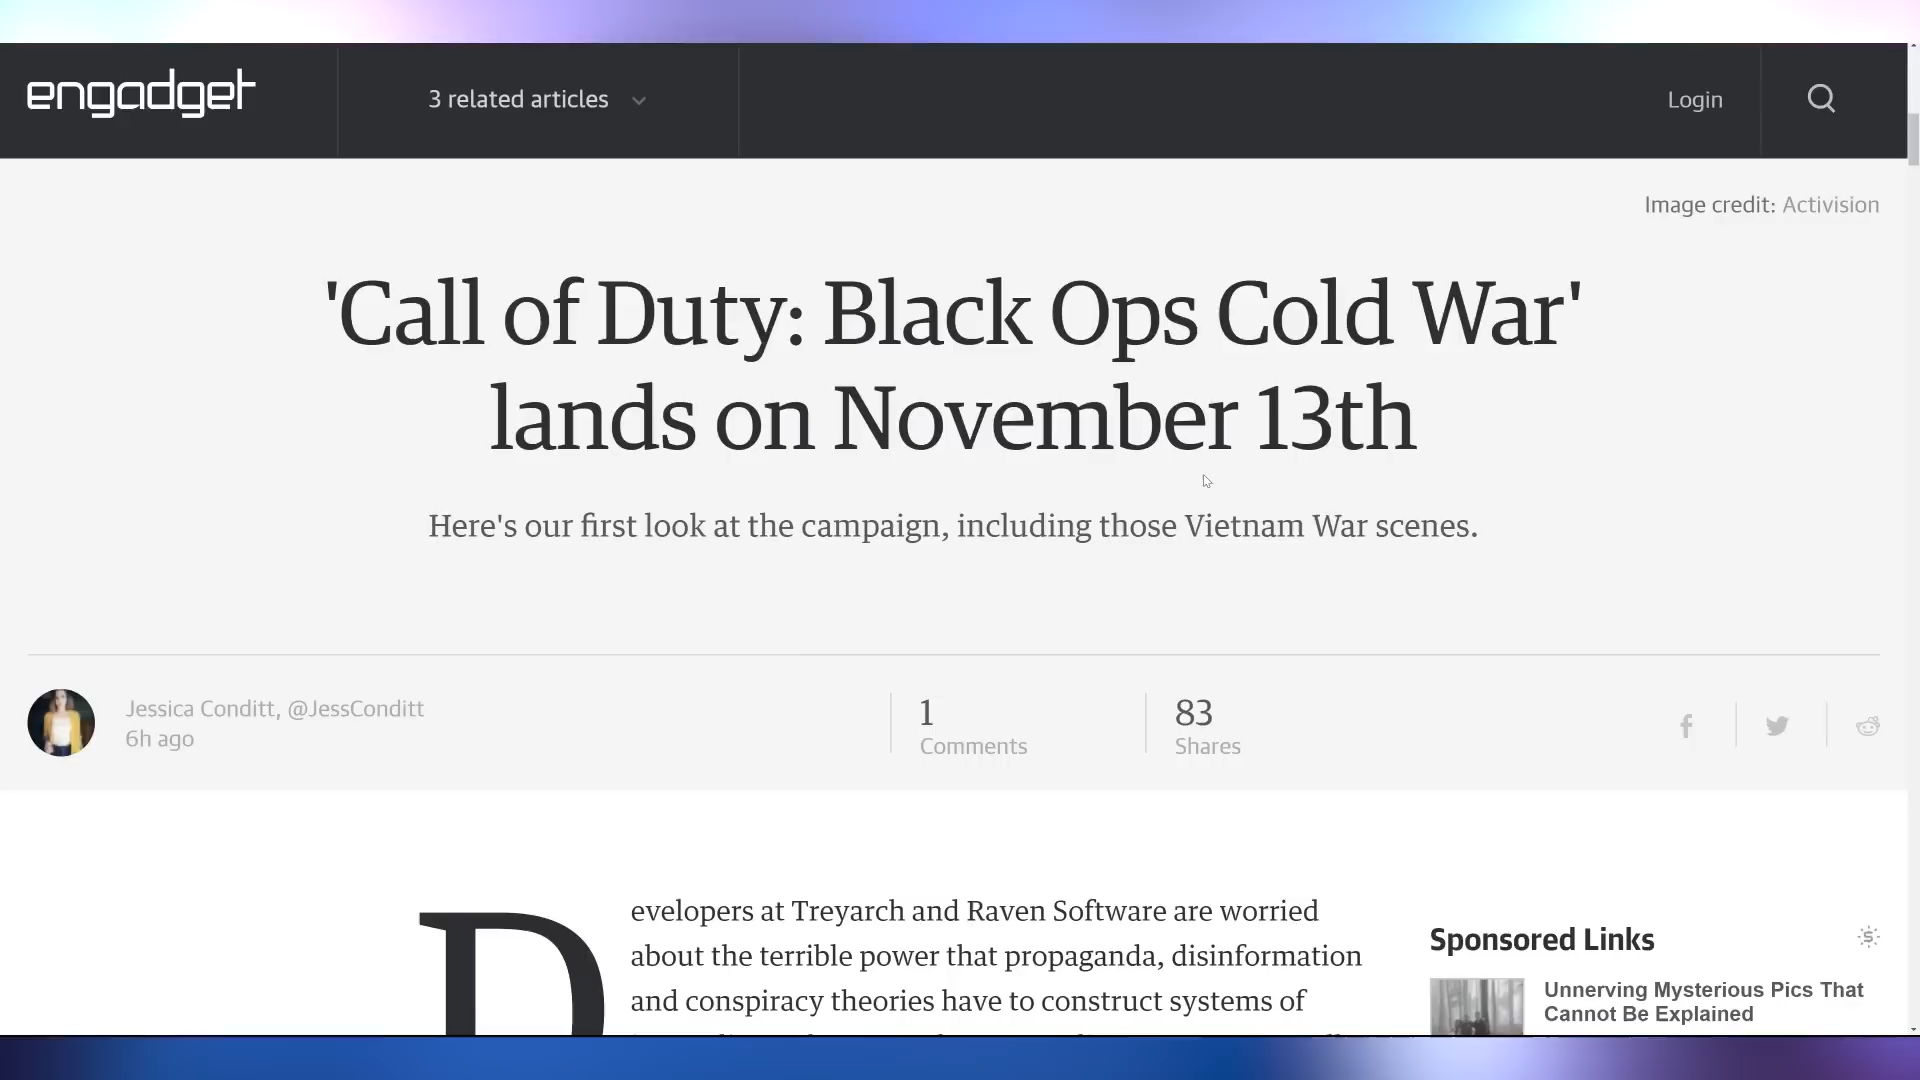 engadget
3 related articles
Login
Image credit: Activision
'Call of Duty: Black Ops Cold War'
lands on November 13th
Here's our first look at the campaign, including those Vietnam War scenes.
Jessica Conditt, @JessConditt
6h ago
1
Comments
83
Shares
Developers at Treyarch and Raven Software are worried
about the terrible power that propaganda, disinformation
and conspiracy theories have to construct systems of
Sponsored Links
Unnerving Mysterious Pics That
Cannot Be Explained